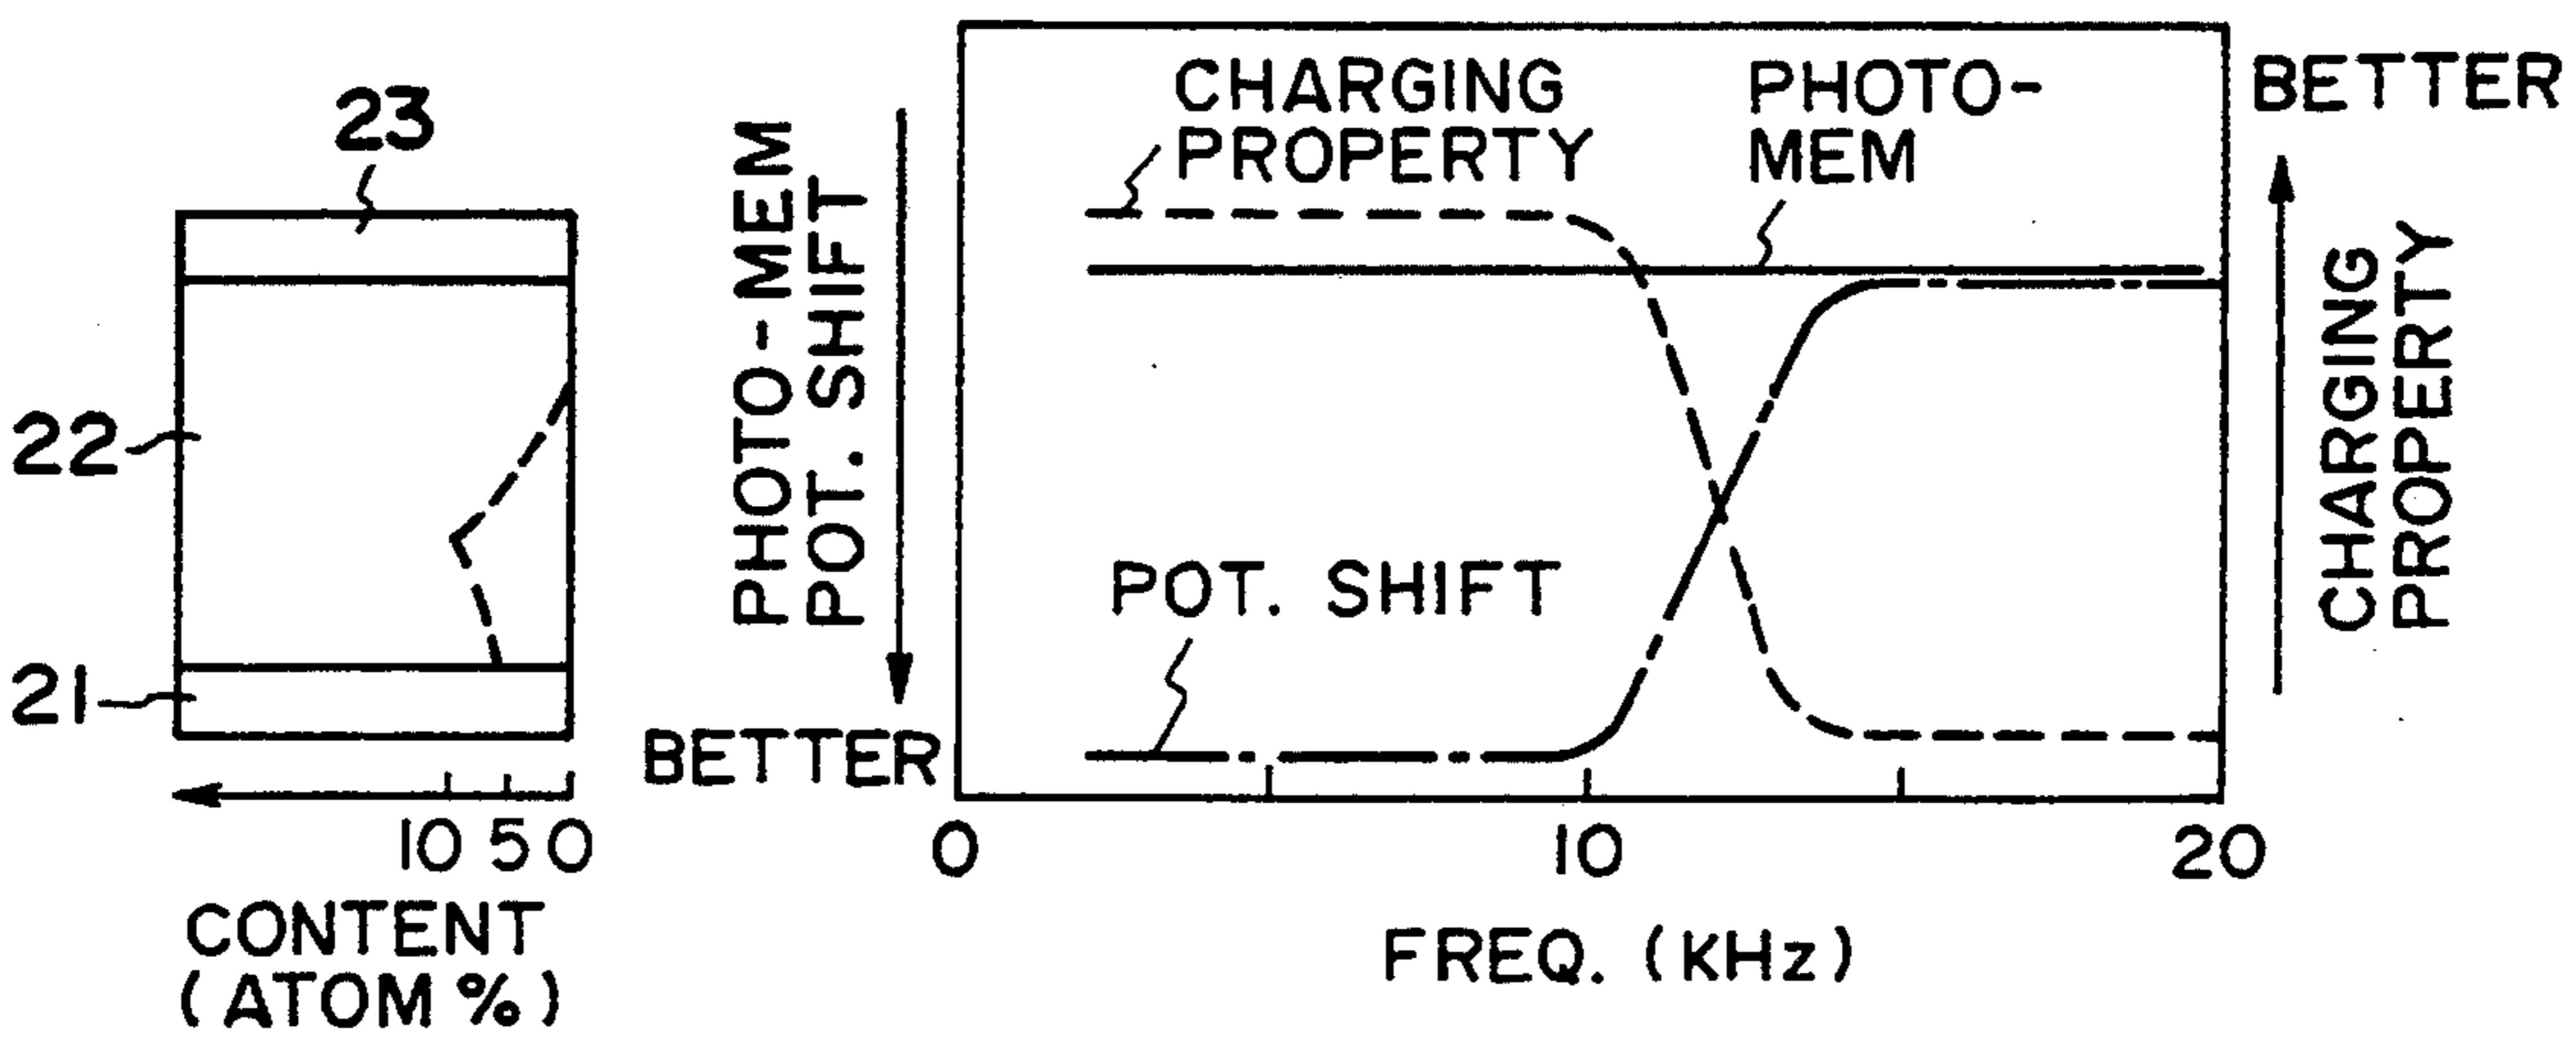 23
22
21
10 5 0
CONTENT
(ATOM %)
PHOTO-MEM
POT. SHIFT
BETTER
CHARGING
PROPERTY
PHOTO-
MEM
POT. SHIFT
0 10 20
FREQ. (KHz)
BETTER
CHARGING
PROPERTY